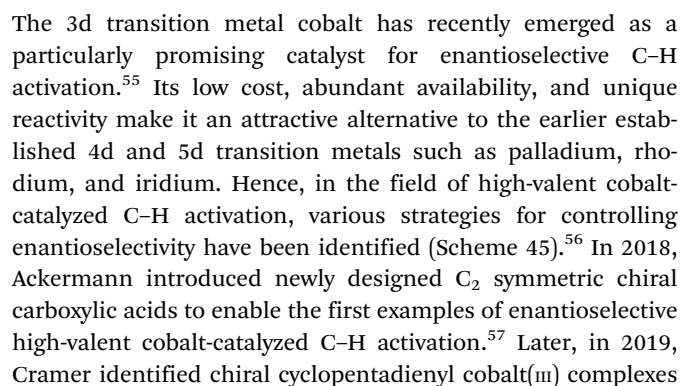 The 3d transition metal cobalt has recently emerged as a
particularly promising catalyst for enantioselective C–H
activation.⁵⁵ Its low cost, abundant availability, and unique
reactivity make it an attractive alternative to the earlier estab-
lished 4d and 5d transition metals such as palladium, rho-
dium, and iridium. Hence, in the field of high-valent cobalt-
catalyzed C–H activation, various strategies for controlling
enantioselectivity have been identified (Scheme 45).⁵⁶ In 2018,
Ackermann introduced newly designed C₂ symmetric chiral
carboxylic acids to enable the first examples of enantioselective
high-valent cobalt-catalyzed C–H activation.⁵⁷ Later, in 2019,
Cramer identified chiral cyclopentadienyl cobalt(III) complexes